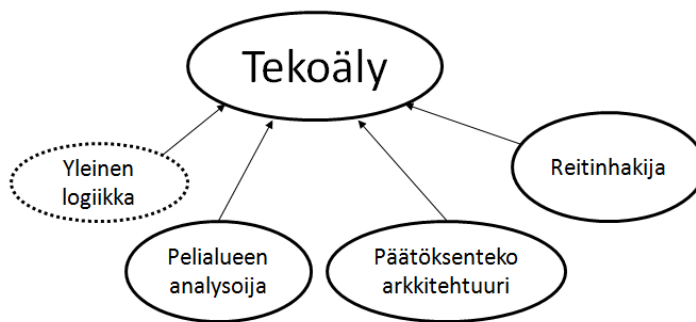 Tekoäly
Yleinen
logiikka
Reitinhakija
Pelialueen
analysoija
Päätöksenteko
arkkitehtuuri